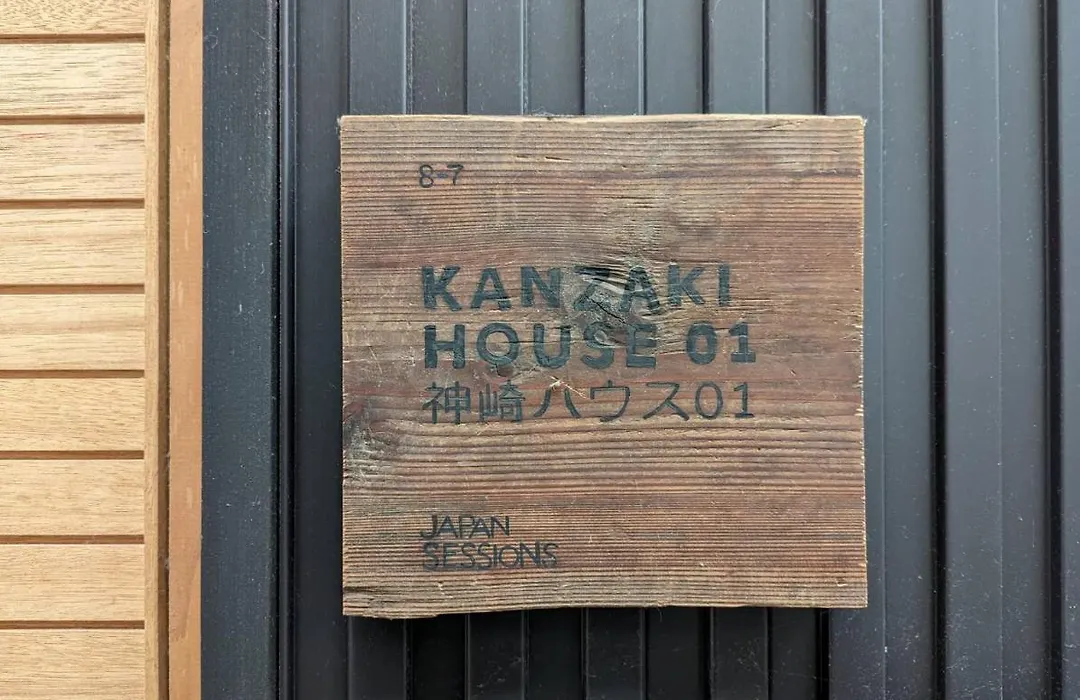 8-7
KANZAKI
HOUSE 01
神崎ハウス01
JAPAN
SESSIONS